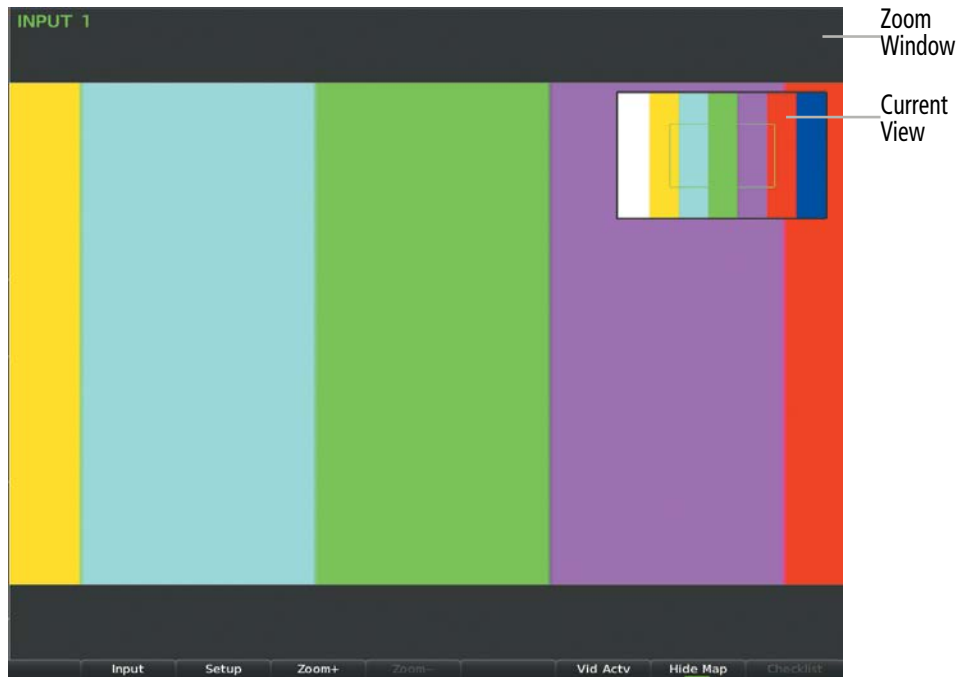 INPUT 1
Zoom
Window
Current
View
Input Setup Zoom+ Zoom- Vid Actv Hide Map Checklist